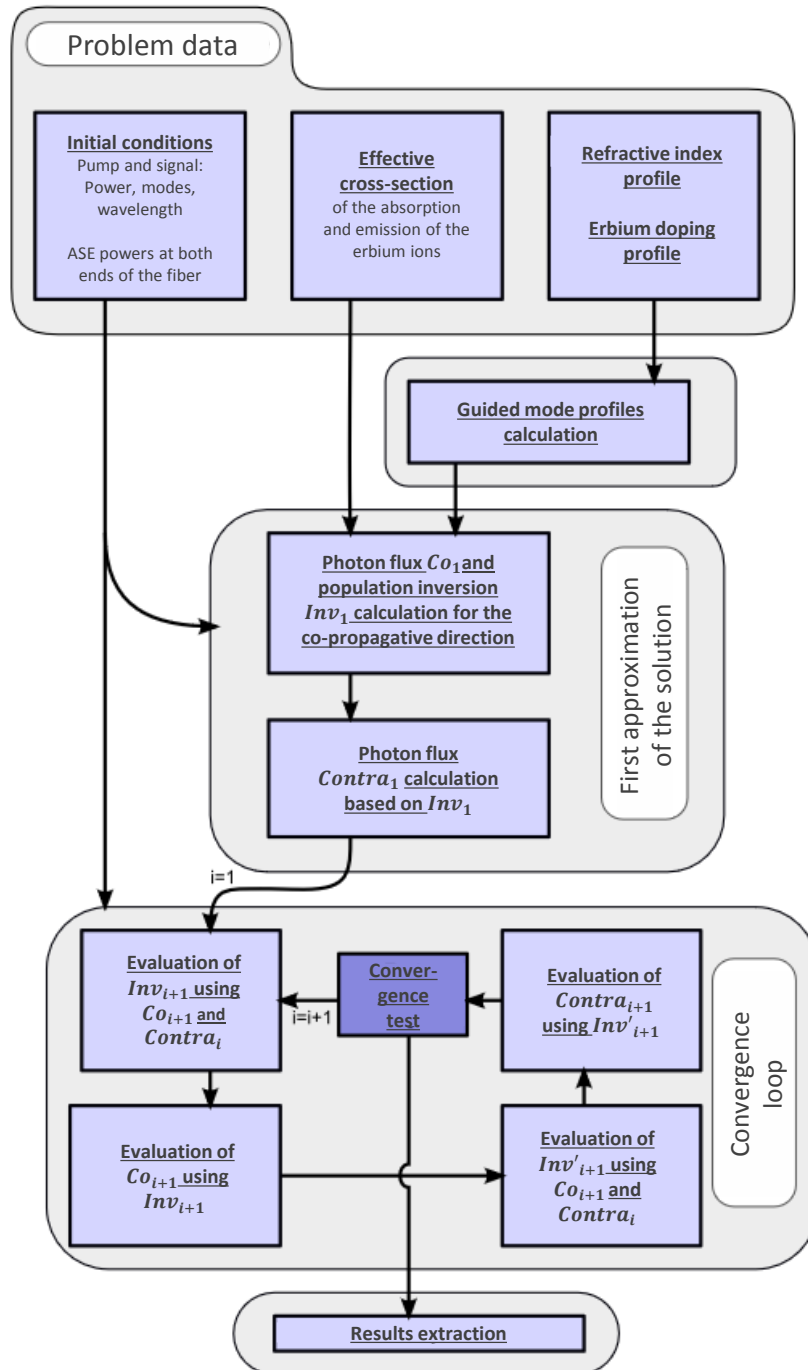 Problem data
Initial conditions
Pump and signal:
Power, modes,
wavelength
ASE powers at both
ends of the fiber
Effective
cross-section
of the absorption
and emission of the
erbium ions
Refractive index
profile
Erbium doping
profile
Guided mode profiles
calculation
Photon flux Co₁ and
population inversion
Inv₁ calculation for the
co-propagative direction
First approximation
of the solution
Photon flux
Contra₁ calculation
based on Inv₁
i=1
Evaluation of
Invᵢ₊₁ using
Coᵢ₊₁ and
Contraᵢ
Conver-
gence
test
i=i+1
Evaluation of
Contraᵢ₊₁
using Inv'ᵢ₊₁
Convergence
loop
Evaluation of
Coᵢ₊₁ using
Invᵢ₊₁
Evaluation of
Inv'ᵢ₊₁ using
Coᵢ₊₁ and
Contraᵢ
Results extraction